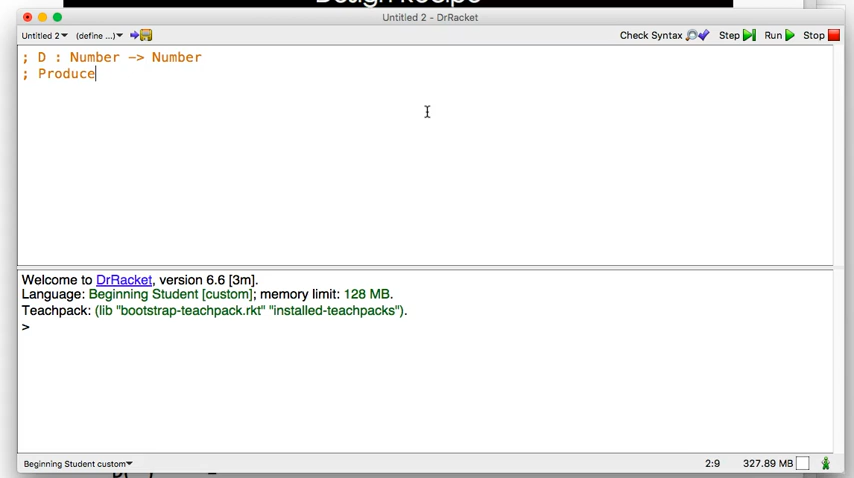 Design Recipe
Untitled 2 - DrRacket
Untitled 2▾ (define ...)▾ Check Syntax Step Run Stop
; D : Number -> Number
; Produce
Welcome to DrRacket, version 6.6 [3m].
Language: Beginning Student [custom]; memory limit: 128 MB.
Teachpack: (lib "bootstrap-teachpack.rkt" "installed-teachpacks").
>
Beginning Student custom▾ 2:9 327.89 MB